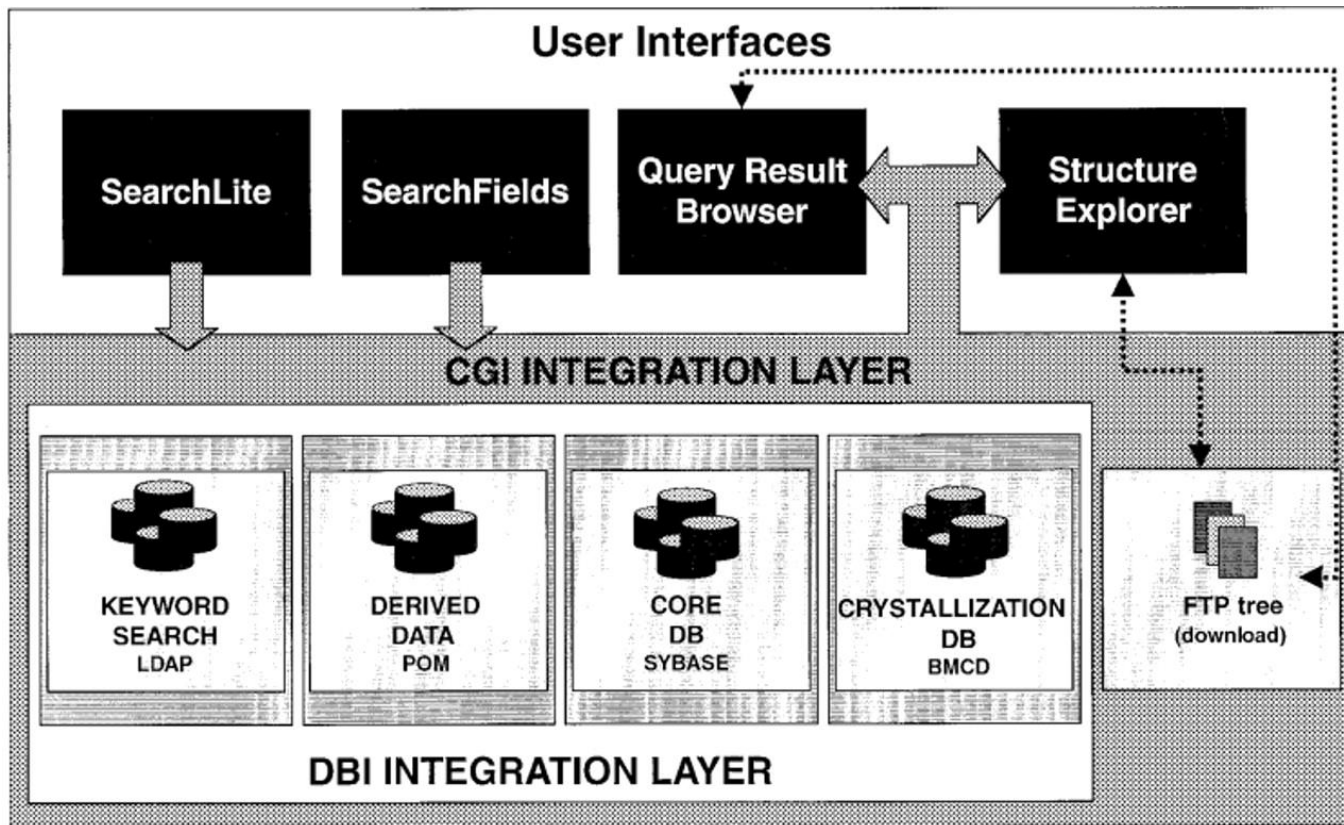 User Interfaces
SearchLite
SearchFields
Query Result
Browser
Structure
Explorer
CGI INTEGRATION LAYER
KEYWORD
SEARCH
LDAP
DERIVED
DATA
POM
CORE
DB
SYBASE
CRYSTALLIZATION
DB
BMCD
FTP tree
(download)
DBI INTEGRATION LAYER